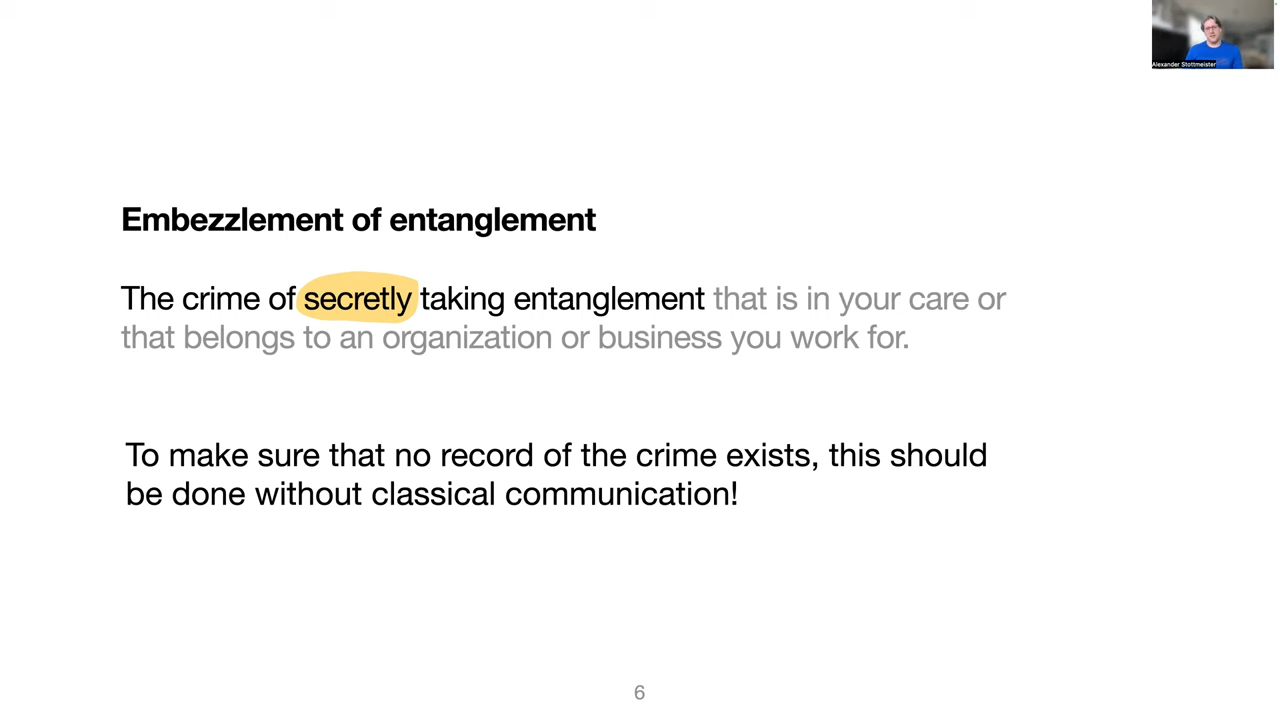 Alexander Stottmeister
Embezzlement of entanglement
The crime of secretly taking entanglement that is in your care or
that belongs to an organization or business you work for.
To make sure that no record of the crime exists, this should
be done without classical communication!
6